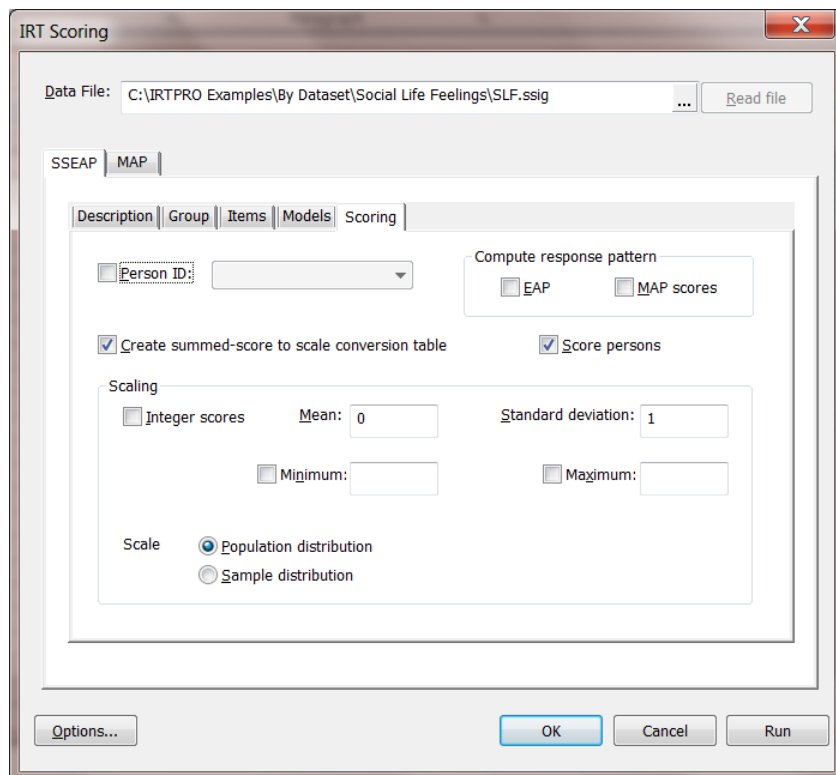 IRT Scoring
Data File: C:\IRTPRO Examples\By Dataset\Social Life Feelings\SLF.ssig ... Read file
SSEAP MAP
Description Group Items Models Scoring
Compute response pattern
Person ID: EAP MAP scores
Create summed-score to scale conversion table Score persons
Scaling
Integer scores Mean: 0 Standard deviation: 1
Minimum: Maximum:
Scale Population distribution
Sample distribution
Options... OK Cancel Run